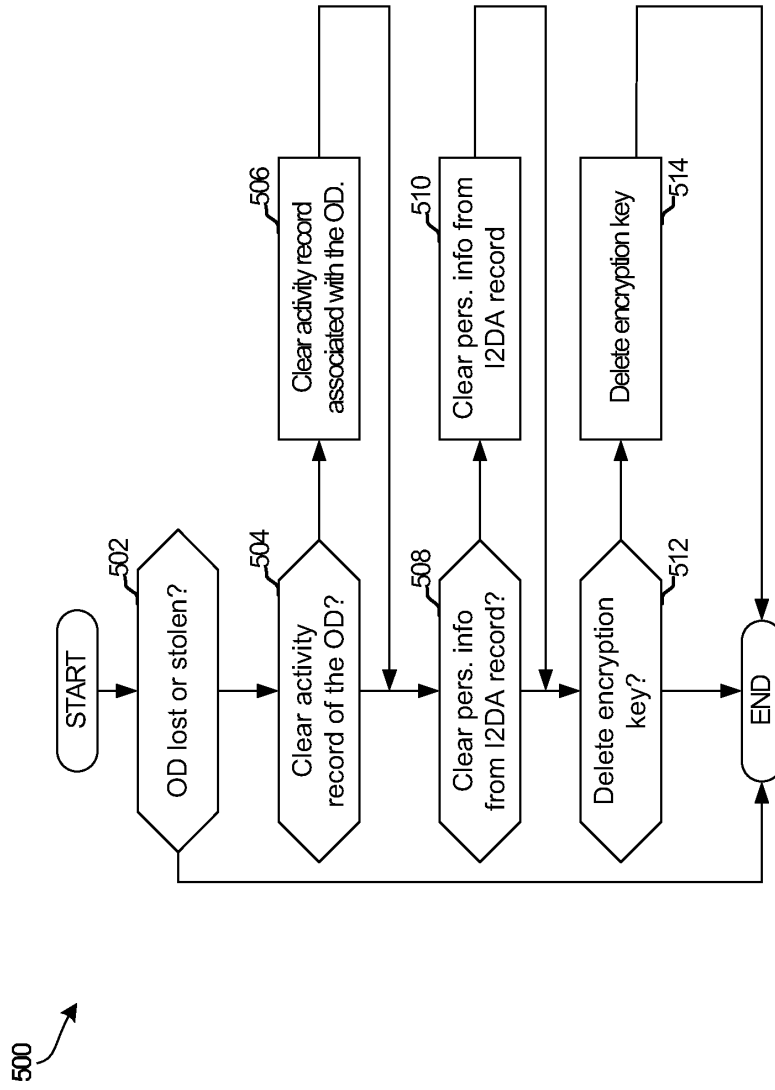 500
START
502
OD lost or stolen?
504
Clear activity
record of the OD?
506
Clear activity record
associated with the OD.
508
Clear pers. info
from I2DA record?
510
Clear pers. info from
I2DA record
512
Delete encryption
key?
514
Delete encryption key
END